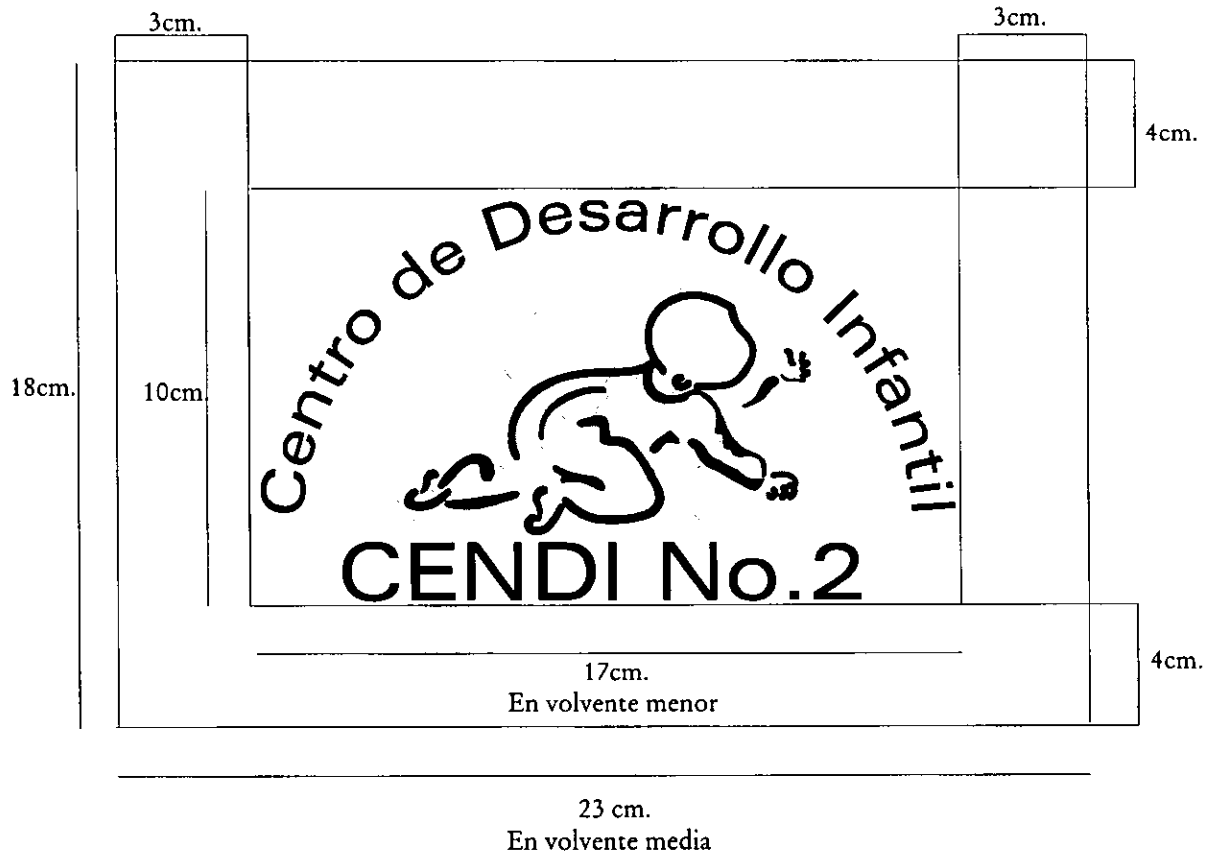 3cm.
3cm.
4cm.
Centro de Desarrollo Infantil
18cm.
10cm.
CENDI No.2
4cm.
17cm.
En volvente menor
23 cm.
En volvente media